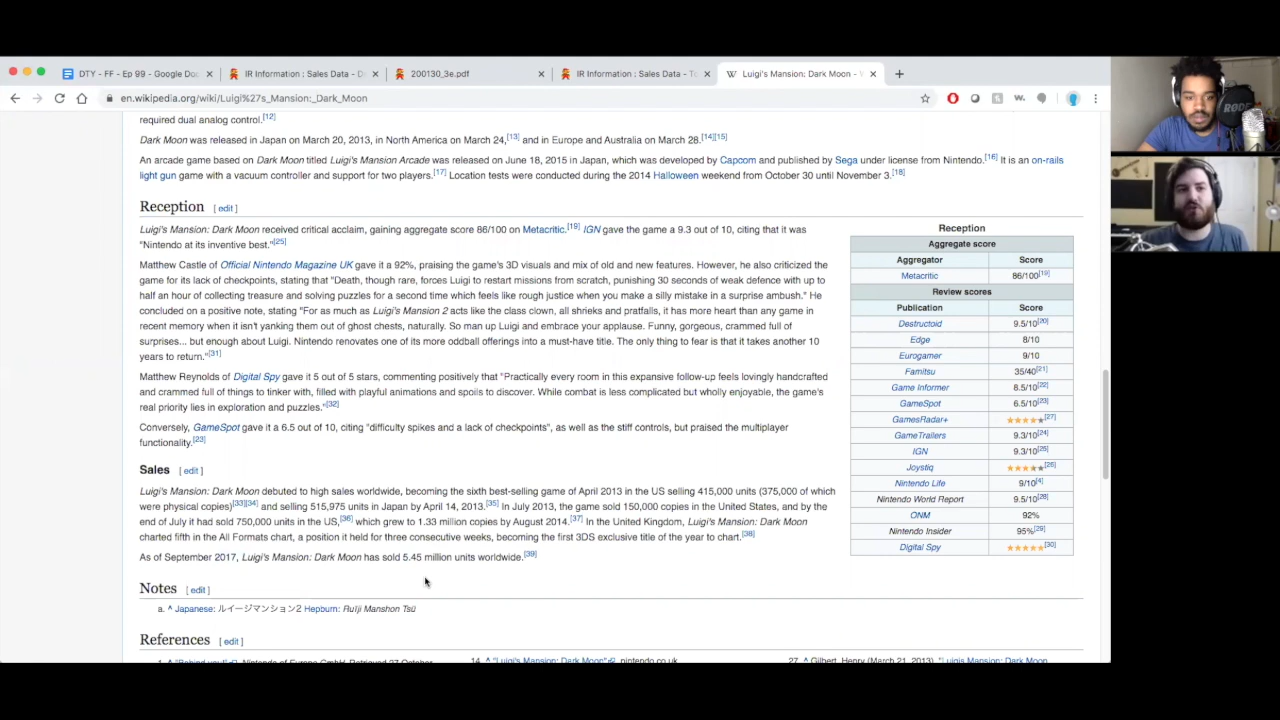 DTY - FF - Ep 99 - Google Do
IR Information : Sales Data - D
200130_3e.pdf
IR Information : Sales Data - T
Luigi's Mansion: Dark Moon -
en.wikipedia.org/wiki/Luigi%27s_Mansion:_Dark_Moon
required dual analog control.[12]
Dark Moon was released in Japan on March 20, 2013, in North America on March 24,[13] and in Europe and Australia on March 28.[14][15]
An arcade game based on Dark Moon titled Luigi's Mansion Arcade was released on June 18, 2015 in Japan, which was developed by Capcom and published by Sega under license from Nintendo.[16] It is an on-rails
light gun game with a vacuum controller and support for two players.[17] Location tests were conducted during the 2014 Halloween weekend from October 30 until November 3.[18]
Reception [ edit ]
Luigi's Mansion: Dark Moon received critical acclaim, gaining aggregate score 86/100 on Metacritic.[19] IGN gave the game a 9.3 out of 10, citing that it was
"Nintendo at its inventive best."[25]
Matthew Castle of Official Nintendo Magazine UK gave it a 92%, praising the game's 3D visuals and mix of old and new features. However, he also criticized the
game for its lack of checkpoints, stating that "Death, though rare, forces Luigi to restart missions from scratch, punishing 30 seconds of weak defence with up to
half an hour of collecting treasure and solving puzzles for a second time which feels like rough justice when you make a silly mistake in a surprise ambush." He
concluded on a positive note, stating "For as much as Luigi's Mansion 2 acts like the class clown, all shrieks and pratfalls, it has more heart than any game in
recent memory when it isn't yanking them out of ghost chests, naturally. So man up Luigi and embrace your applause. Funny, gorgeous, crammed full of
surprises... but enough about Luigi. Nintendo renovates one of its more oddball offerings into a must-have title. The only thing to fear is that it takes another 10
years to return."[31]
Matthew Reynolds of Digital Spy gave it 5 out of 5 stars, commenting positively that "Practically every room in this expansive follow-up feels lovingly handcrafted
and crammed full of things to tinker with, filled with playful animations and spoils to discover. While combat is less complicated but wholly enjoyable, the game's
real priority lies in exploration and puzzles."[32]
Conversely, GameSpot gave it a 6.5 out of 10, citing "difficulty spikes and a lack of checkpoints", as well as the stiff controls, but praised the multiplayer
functionality.[23]
Sales [ edit ]
Luigi's Mansion: Dark Moon debuted to high sales worldwide, becoming the sixth best-selling game of April 2013 in the US selling 415,000 units (375,000 of which
were physical copies)[33][34] and selling 515,975 units in Japan by April 14, 2013.[35] In July 2013, the game sold 150,000 copies in the United States, and by the
end of July it had sold 750,000 units in the US,[36] which grew to 1.33 million copies by August 2014.[37] In the United Kingdom, Luigi's Mansion: Dark Moon
charted fifth in the All Formats chart, a position it held for three consecutive weeks, becoming the first 3DS exclusive title of the year to chart.[38]
As of September 2017, Luigi's Mansion: Dark Moon has sold 5.45 million units worldwide.[39]
Notes [ edit ]
a. ^ Japanese: ルイージマンション2 Hepburn: Ruīji Manshon Tsū
References [ edit ]
Nintendo of Europe GmbH. Retrieved 27 October
14. ^ "Luigi's Mansion: Dark Moon". nintendo.co.uk
27. ^ Gilbert, Henry (March 21, 2013). "Luigis Mansion: Dark Moon
Reception
Aggregate score
Aggregator Score
Metacritic 86/100[19]
Review scores
Publication Score
Destructoid 9.5/10[20]
Edge 8/10
Eurogamer 9/10
Famitsu 35/40[21]
Game Informer 8.5/10[22]
GameSpot 6.5/10[23]
GamesRadar+ ★★★★★[27]
GameTrailers 9.3/10[24]
IGN 9.3/10[25]
Joystiq ★★★★★[26]
Nintendo Life 9/10[4]
Nintendo World Report 9.5/10[28]
ONM 92%
Nintendo Insider 95%[29]
Digital Spy ★★★★★[30]
RØDE